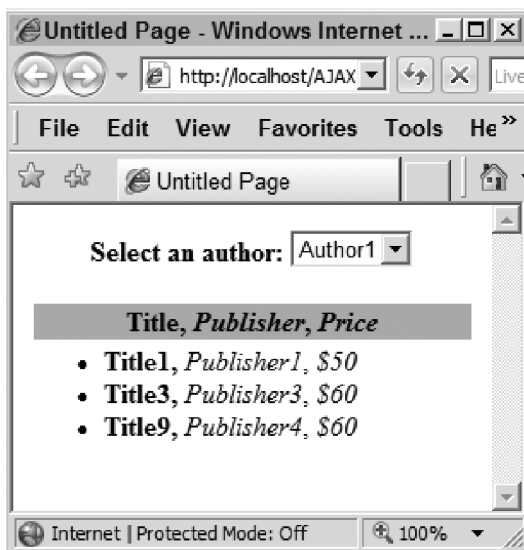 Untitled Page - Windows Internet ...
http://localhost/AJAX
Live
File Edit View Favorites Tools He »
Untitled Page
Select an author: Author1
Title, Publisher, Price
• Title1, Publisher1, $50
• Title3, Publisher3, $60
• Title9, Publisher4, $60
Internet | Protected Mode: Off 100%